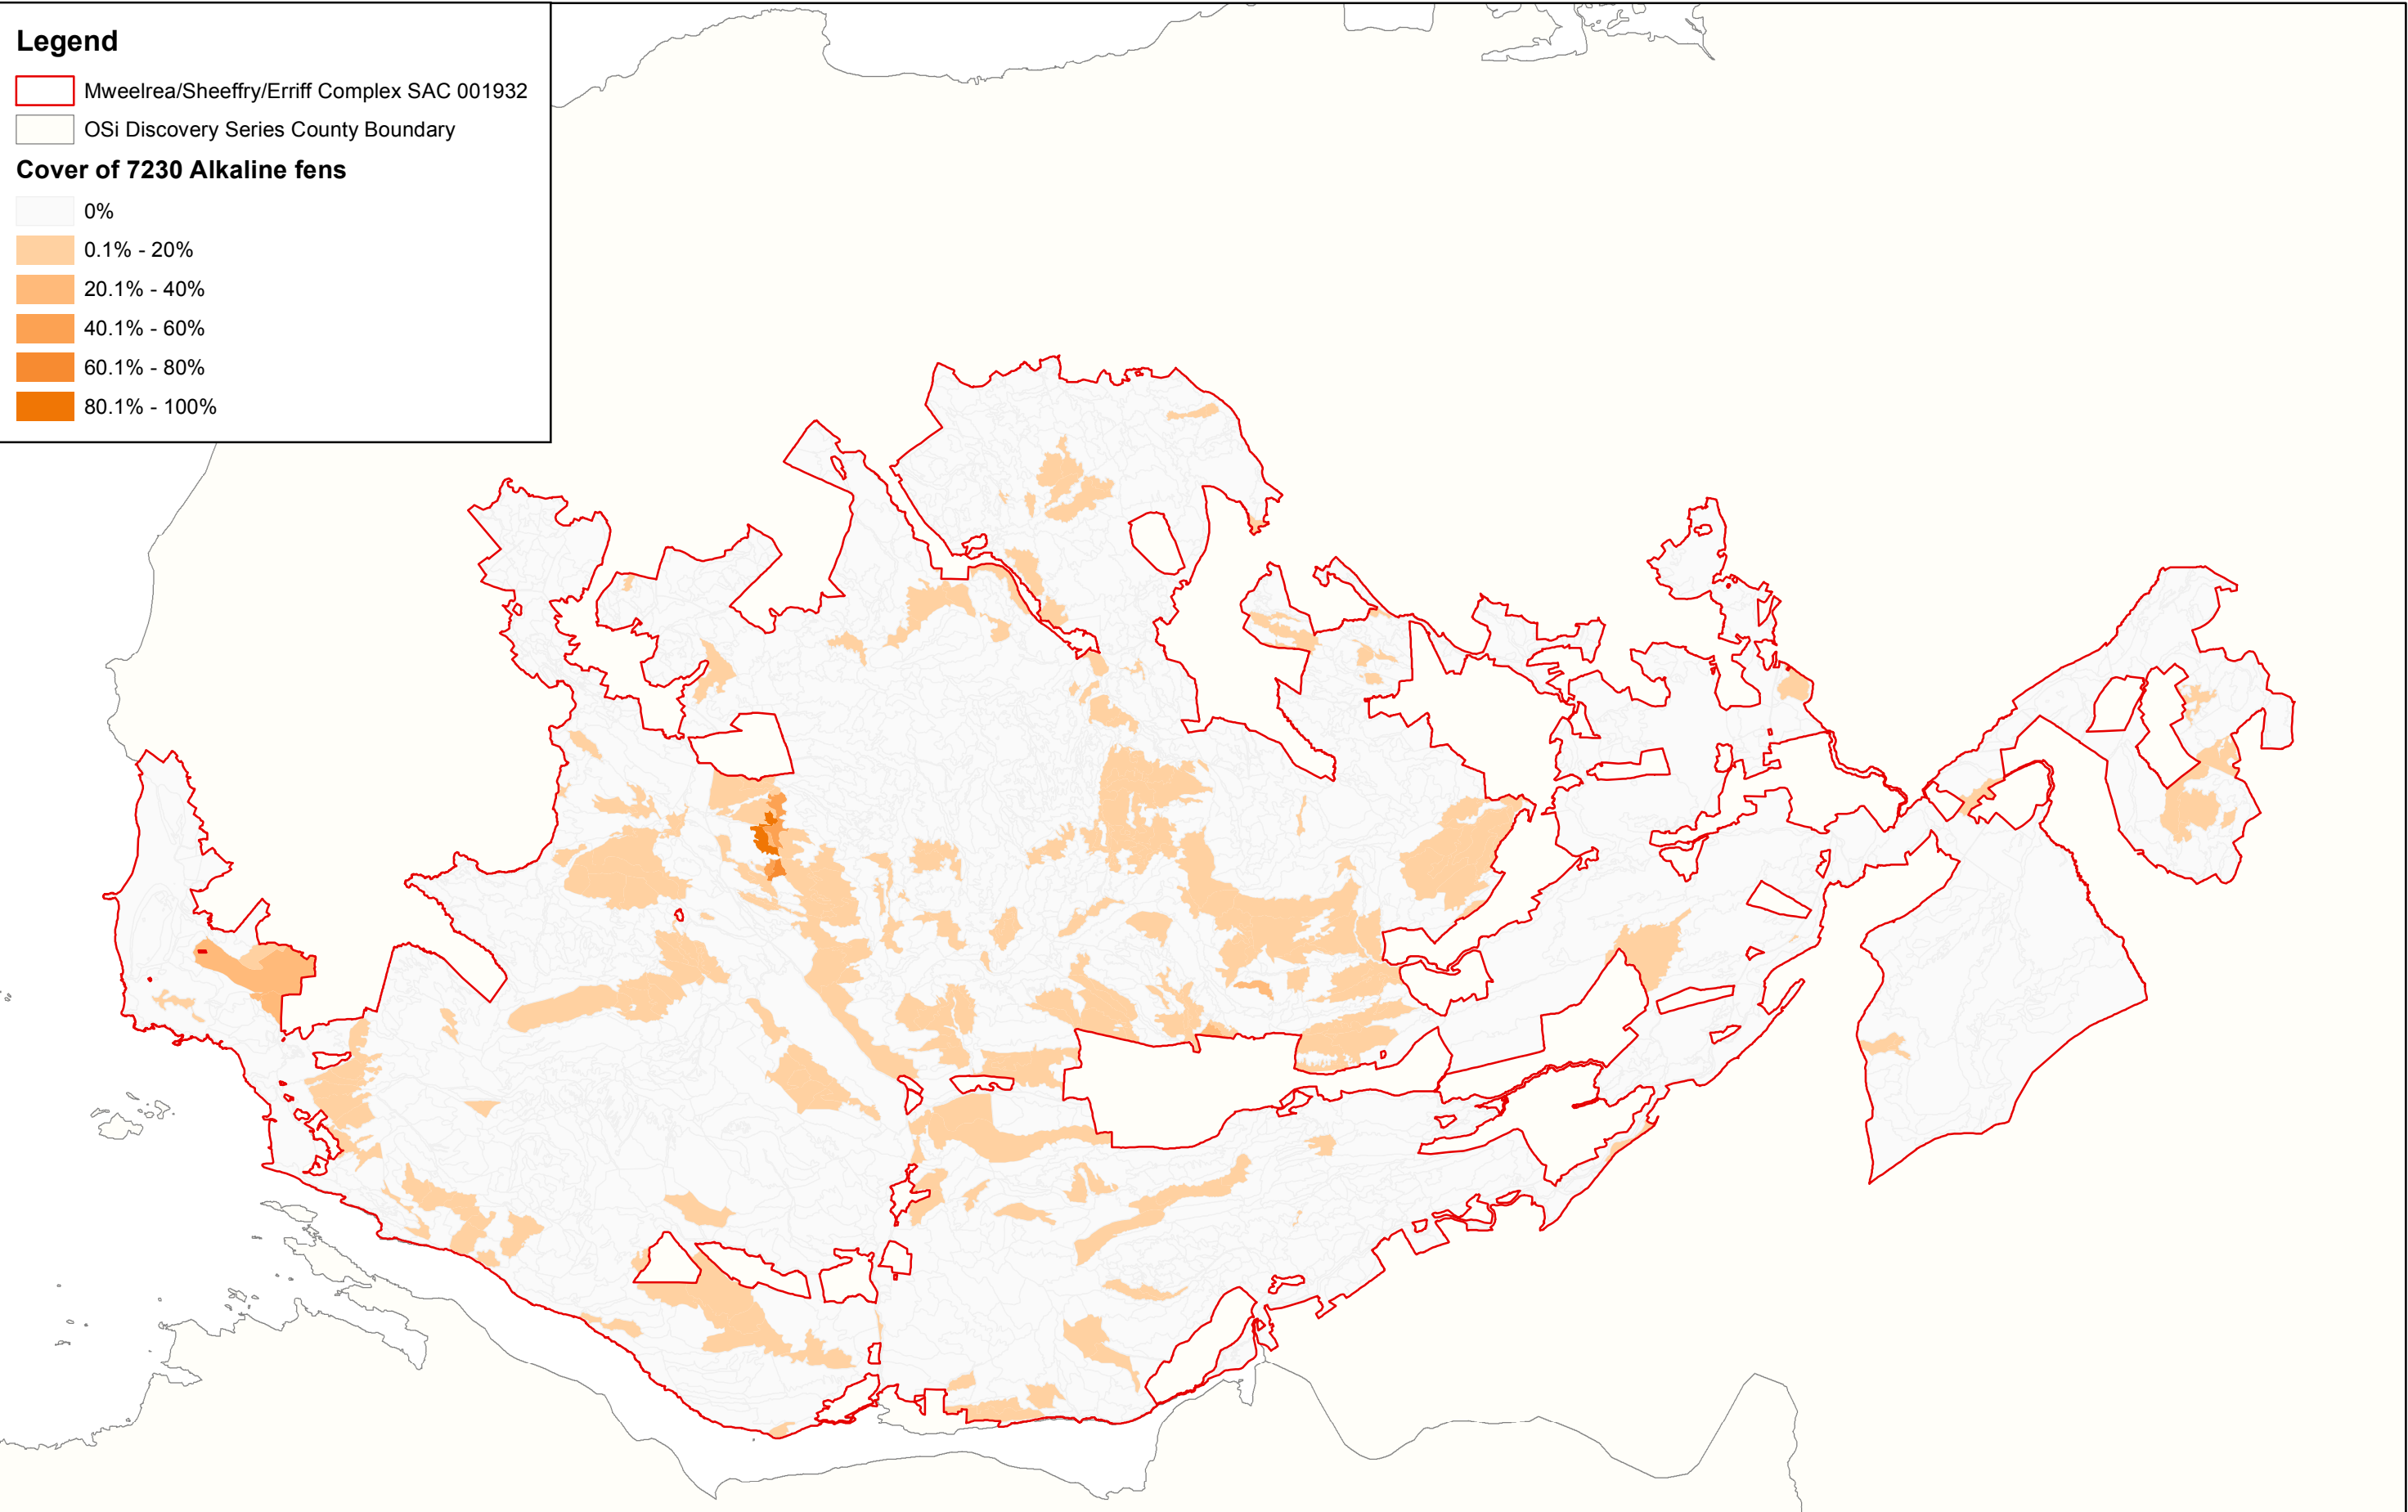 Legend
Mweelrea/Sheeffry/Erriff Complex SAC 001932
OSi Discovery Series County Boundary
Cover of 7230 Alkaline fens
0%
0.1% - 20%
20.1% - 40%
40.1% - 60%
60.1% - 80%
80.1% - 100%